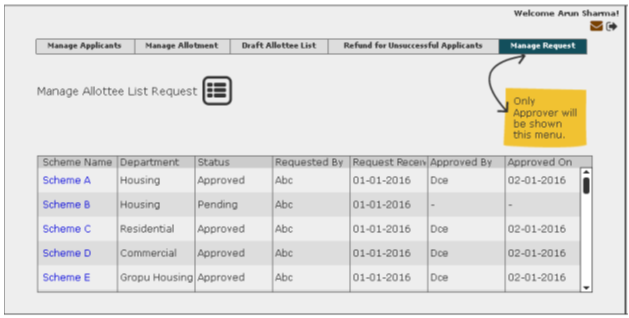 Welcome Arun Sharma!
Manage Applicants Manage Allotment Draft Allottee List Refund for Unsuccessful Applicants Manage Request
Manage Allottee List Request
Only
Approver will
be shown
this menu.
Scheme Name Department Status Requested By Request Receiv Approved By Approved On
Scheme A Housing Approved Abc 01-01-2016 Dce 02-01-2016
Scheme B Housing Pending Abc 01-01-2016 - -
Scheme C Residential Approved Abc 01-01-2016 Dce 02-01-2016
Scheme D Commercial Approved Abc 01-01-2016 Dce 02-01-2016
Scheme E Gropu Housing Approved Abc 01-01-2016 Dce 02-01-2016